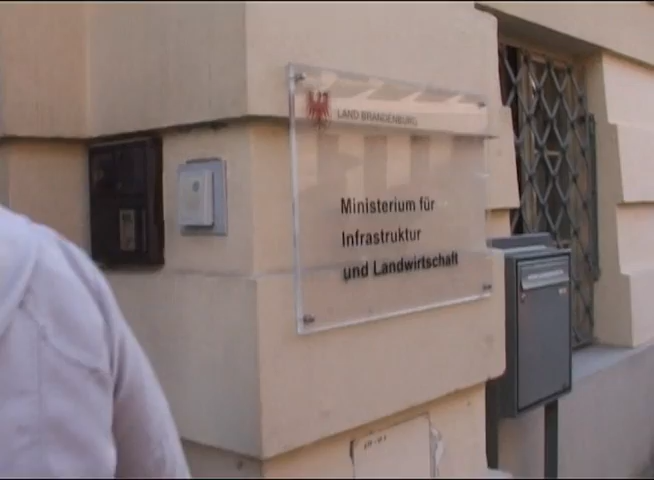 LAND BRANDENBURG
Ministerium für
Infrastruktur
und Landwirtschaft